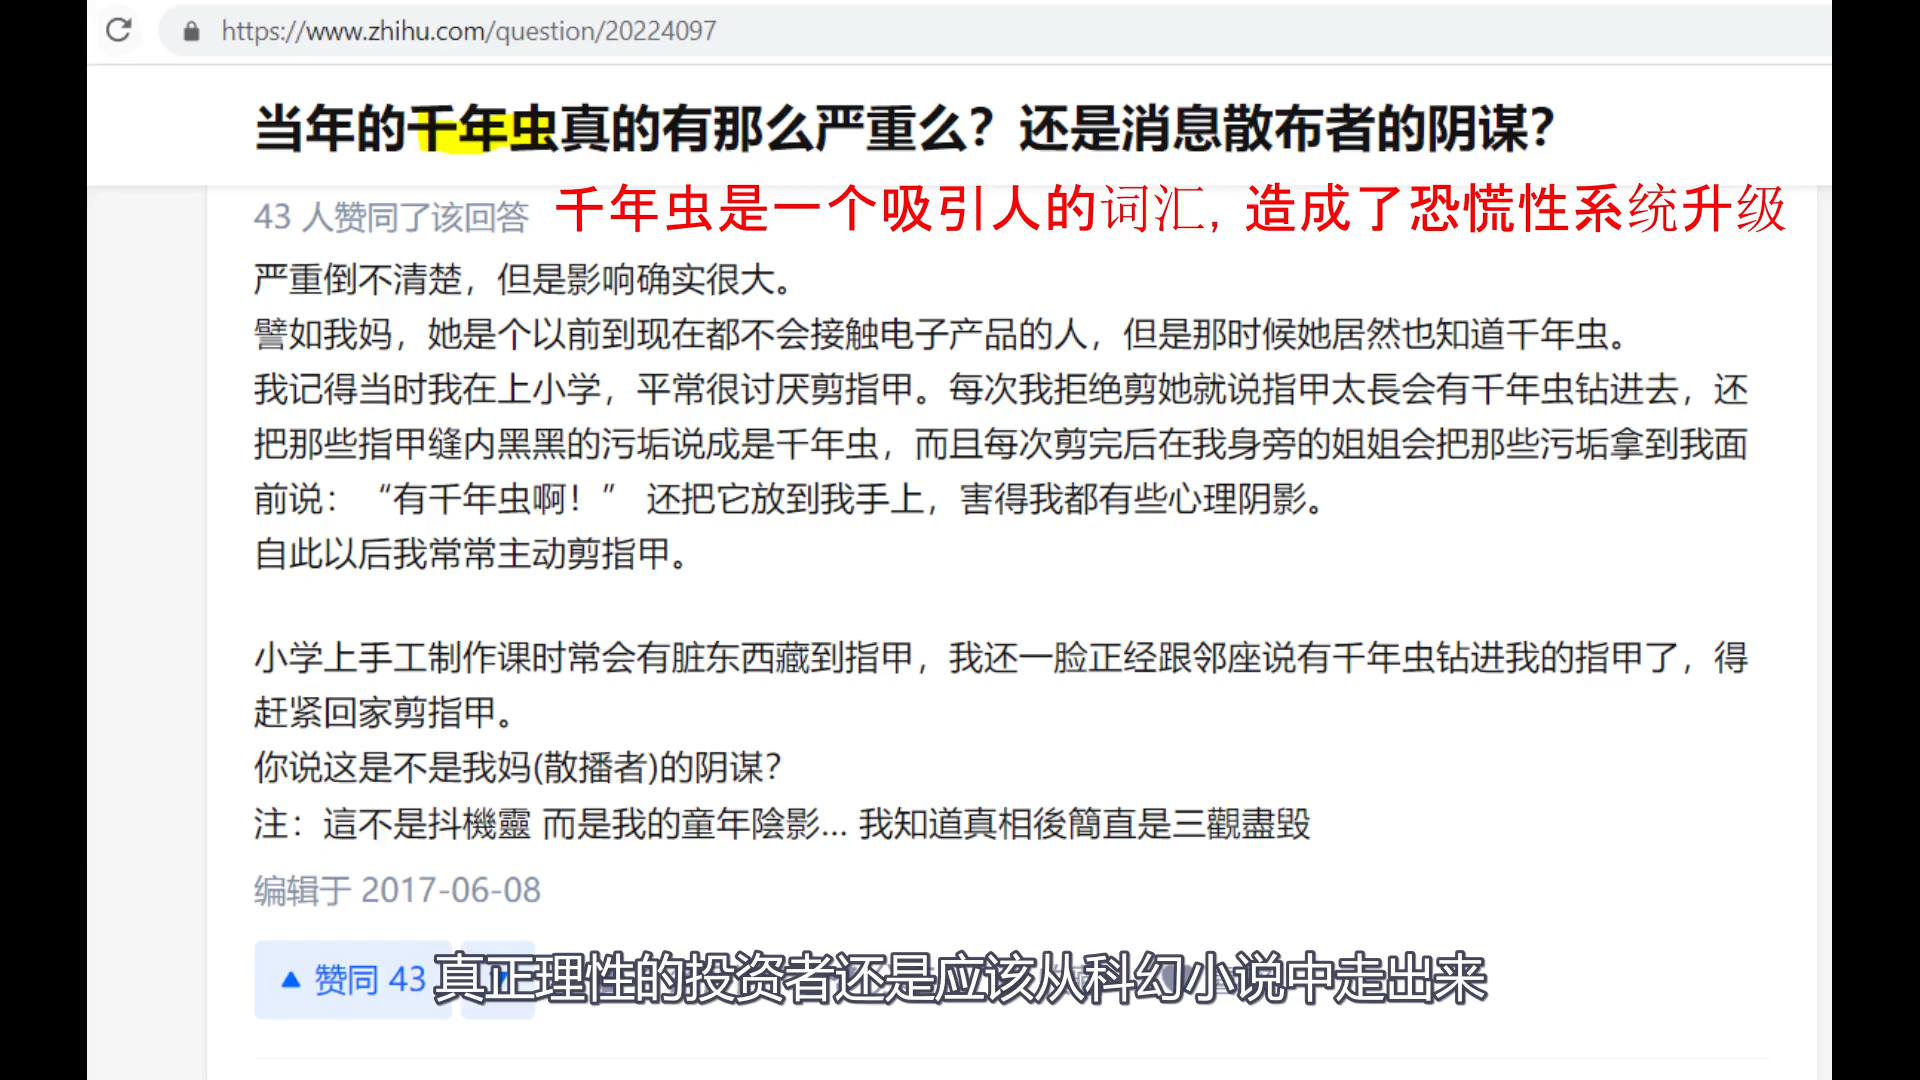 https://www.zhihu.com/question/20224097
当年的千年虫真的有那么严重么？还是消息散布者的阴谋？
43 人赞同了该回答
千年虫是一个吸引人的词汇, 造成了恐慌性系统升级
严重倒不清楚，但是影响确实很大。
譬如我妈，她是个以前到现在都不会接触电子产品的人，但是那时候她居然也知道千年虫。
我记得当时我在上小学，平常很讨厌剪指甲。每次我拒绝剪她就说指甲太長会有千年虫钻进去，还
把那些指甲缝内黑黑的污垢说成是千年虫，而且每次剪完后在我身旁的姐姐会把那些污垢拿到我面
前说：“有千年虫啊！” 还把它放到我手上，害得我都有些心理阴影。
自此以后我常常主动剪指甲。
小学上手工制作课时常会有脏东西藏到指甲，我还一脸正经跟邻座说有千年虫钻进我的指甲了，得
赶紧回家剪指甲。
你说这是不是我妈(散播者)的阴谋？
注：這不是抖機靈 而是我的童年陰影... 我知道真相後簡直是三觀盡毀
编辑于 2017-06-08
赞同 43
真正理性的投资者还是应该从科幻小说中走出来